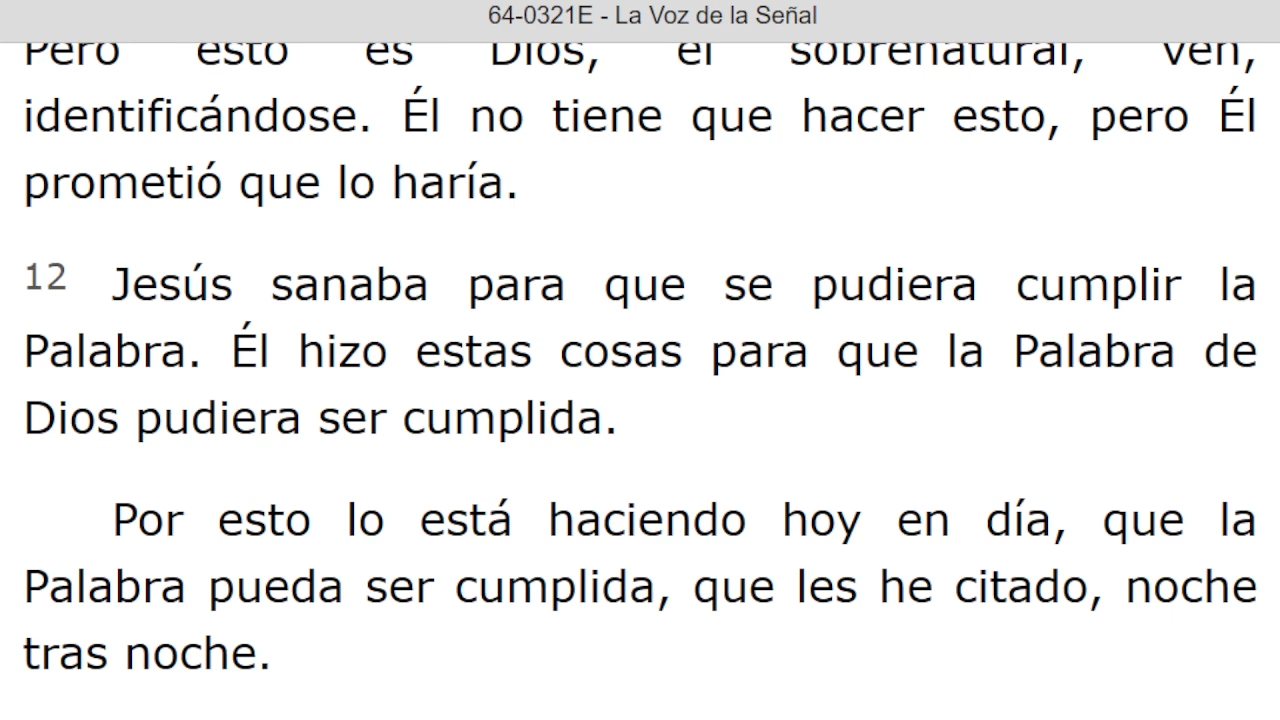 64-0321E - La Voz de la Señal
Pero esto es Dios, el sobrenatural, ven,
identificándose. Él no tiene que hacer esto, pero Él
prometió que lo haría.
12 Jesús sanaba para que se pudiera cumplir la
Palabra. Él hizo estas cosas para que la Palabra de
Dios pudiera ser cumplida.
Por esto lo está haciendo hoy en día, que la
Palabra pueda ser cumplida, que les he citado, noche
tras noche.